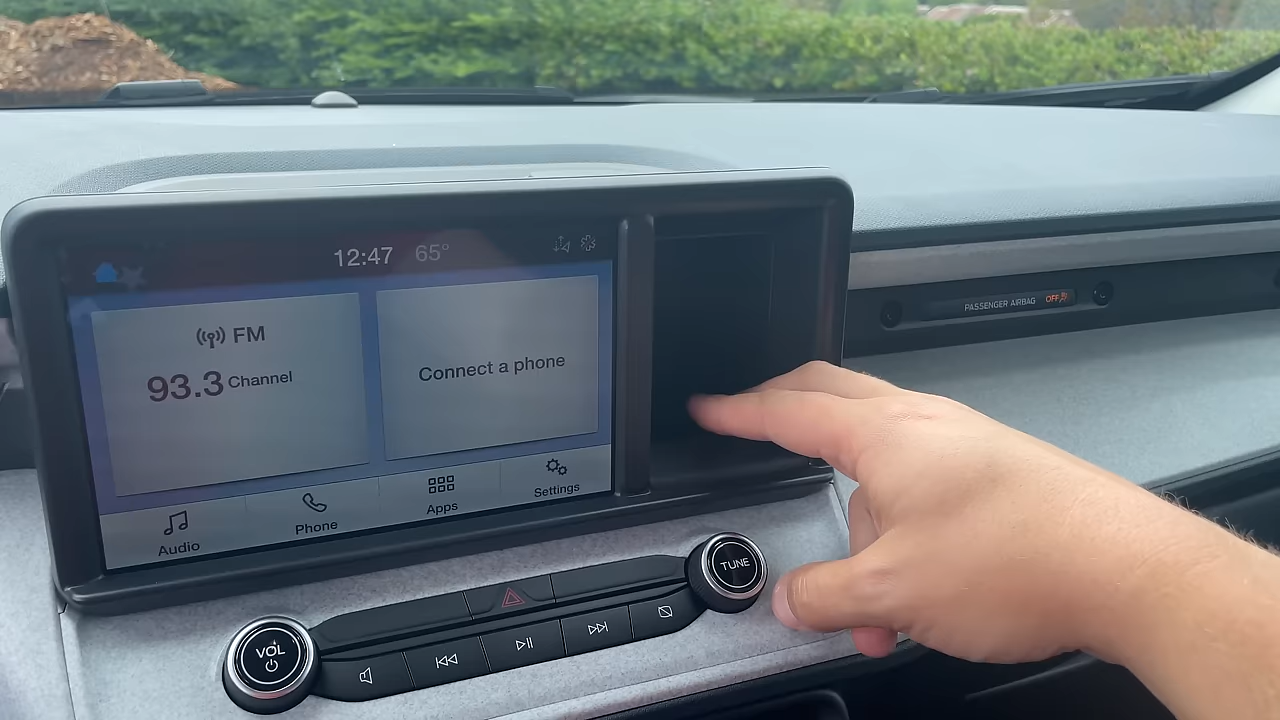 12:47 65°
FM
93.3 Channel
Connect a phone
Audio
Phone
Apps
Settings
PASSENGER AIRBAG OFF
VOL
TUNE